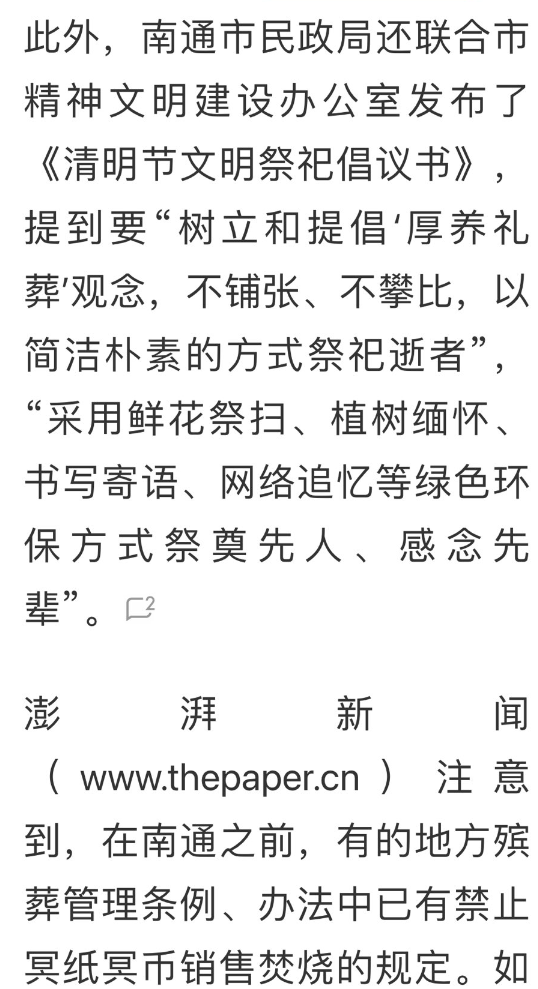 此外，南通市民政局还联合市
精神文明建设办公室发布了
《清明节文明祭祀倡议书》，
提到要“树立和提倡‘厚养礼
葬’观念，不铺张、不攀比，以
简洁朴素的方式祭祀逝者”，
“采用鲜花祭扫、植树缅怀、
书写寄语、网络追忆等绿色环
保方式祭奠先人、感念先
辈”。 2
澎湃新闻
（www.thepaper.cn）注意
到，在南通之前，有的地方殡
葬管理条例、办法中已有禁止
冥纸冥币销售焚烧的规定。如